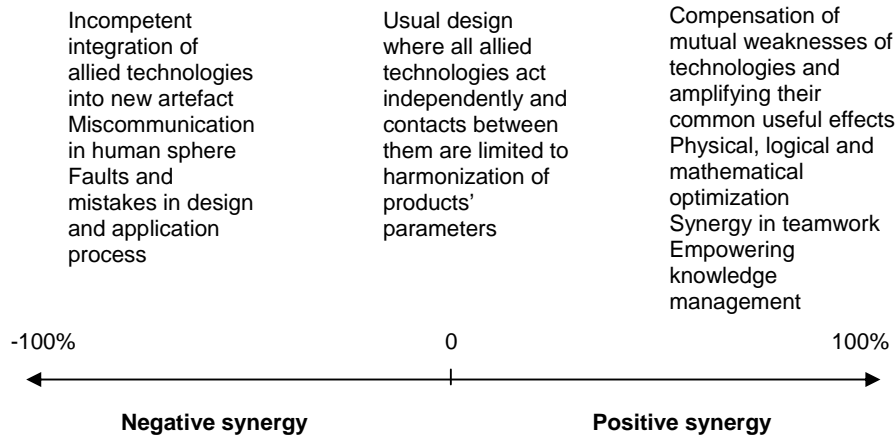 Incompetent
integration of
allied technologies
into new artefact
Miscommunication
in human sphere
Faults and
mistakes in design
and application
process
Usual design
where all allied
technologies act
independently and
contacts between
them are limited to
harmonization of
products’
parameters
Compensation of
mutual weaknesses of
technologies and
amplifying their
common useful effects
Physical, logical and
mathematical
optimization
Synergy in teamwork
Empowering
knowledge
management
-100%
0
100%
Negative synergy
Positive synergy